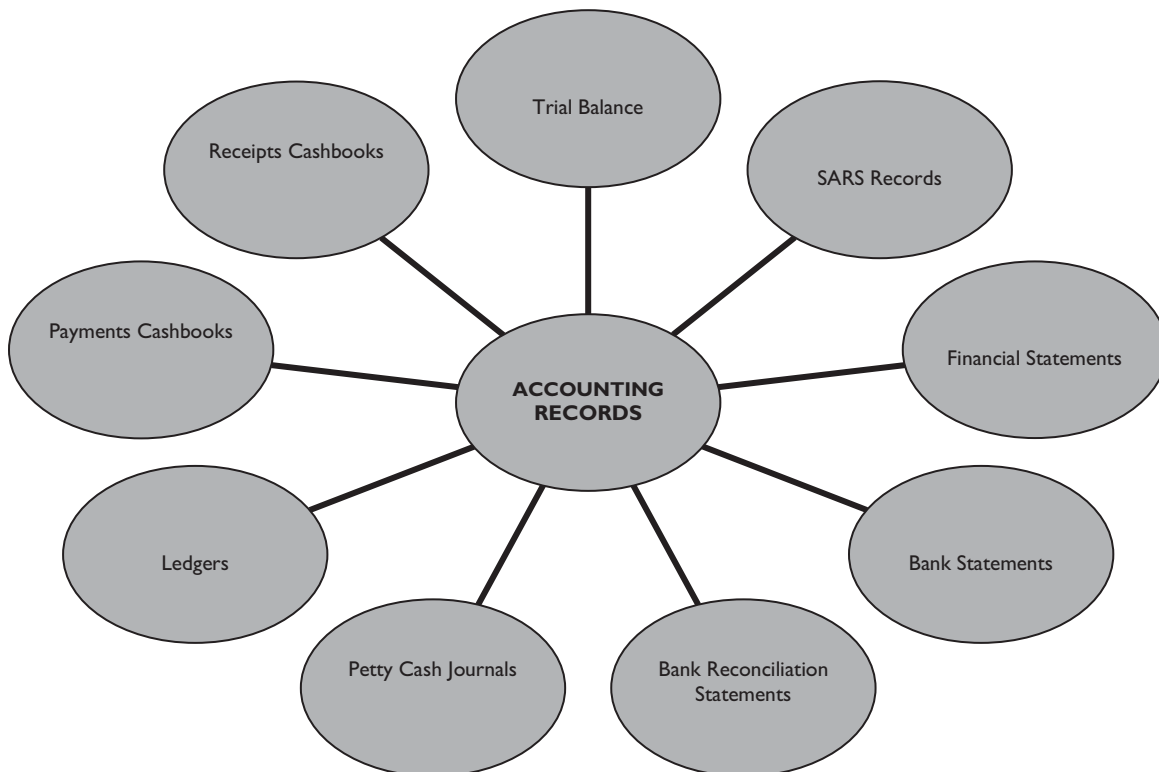 Trial Balance
Receipts Cashbooks
SARS Records
Payments Cashbooks
Financial Statements
ACCOUNTING
RECORDS
Ledgers
Bank Statements
Petty Cash Journals
Bank Reconciliation
Statements